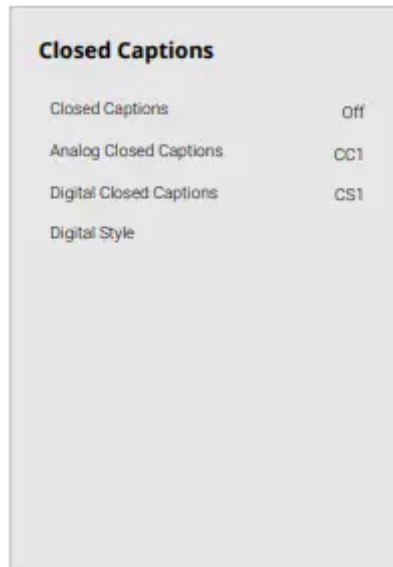 Closed Captions
Closed Captions Off
Analog Closed Captions CC1
Digital Closed Captions CS1
Digital Style